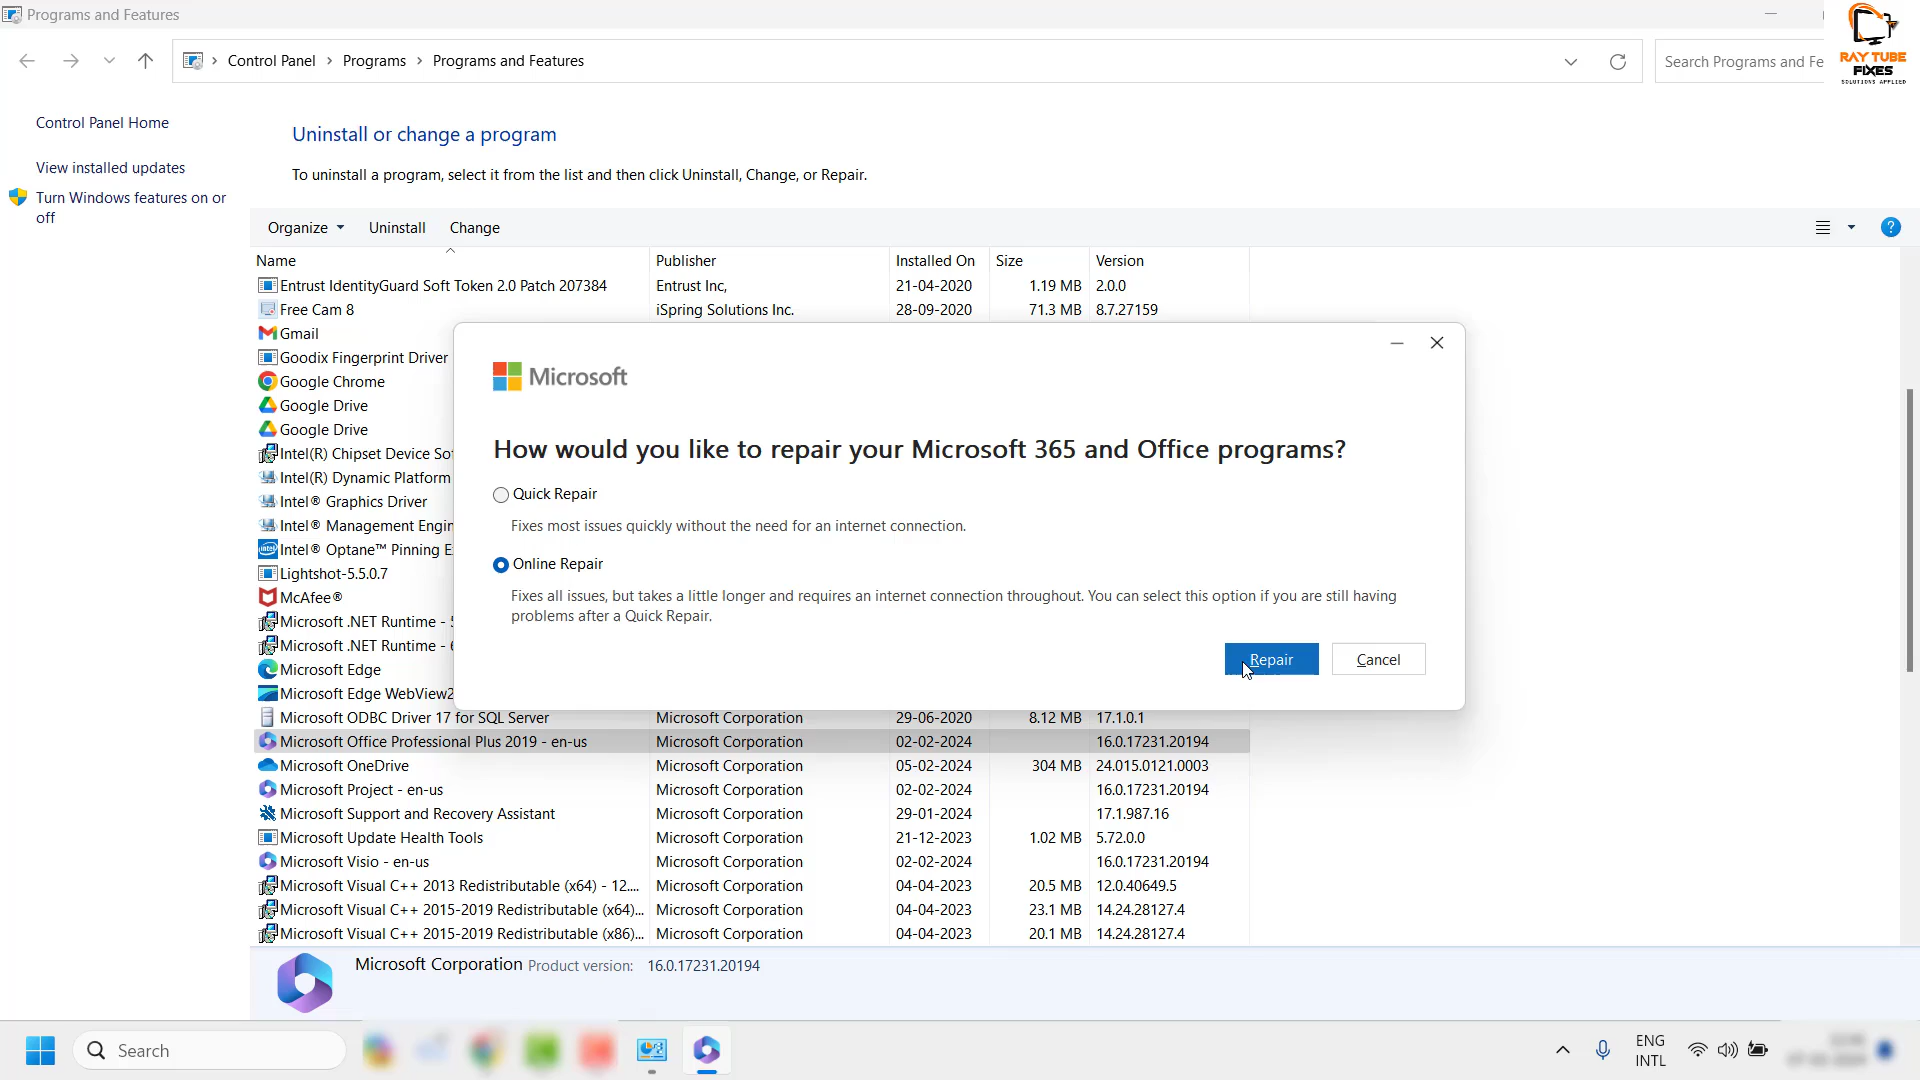 Programs and Features
Control Panel > Programs > Programs and Features
Search Programs and Fe
RAY TUBE
FIXES
SOLUTIONS APPLIED
Control Panel Home
View installed updates
Turn Windows features on or
off
Uninstall or change a program
To uninstall a program, select it from the list and then click Uninstall, Change, or Repair.
Organize Uninstall Change
Name Publisher Installed On Size Version
Entrust IdentityGuard Soft Token 2.0 Patch 207384 Entrust Inc, 21-04-2020 1.19 MB 2.0.0
Free Cam 8 iSpring Solutions Inc. 28-09-2020 71.3 MB 8.7.27159
Gmail
Goodix Fingerprint Driver
Google Chrome
Google Drive
Google Drive
Intel(R) Chipset Device So
Intel(R) Dynamic Platform
Intel® Graphics Driver
Intel® Management Engin
Intel® Optane™ Pinning E
Lightshot-5.5.0.7
McAfee®
Microsoft .NET Runtime - 5
Microsoft .NET Runtime - 6
Microsoft Edge
Microsoft Edge WebView2
Microsoft
How would you like to repair your Microsoft 365 and Office programs?
Quick Repair
Fixes most issues quickly without the need for an internet connection.
Online Repair
Fixes all issues, but takes a little longer and requires an internet connection throughout. You can select this option if you are still having
problems after a Quick Repair.
Repair Cancel
Microsoft ODBC Driver 17 for SQL Server Microsoft Corporation 29-06-2020 8.12 MB 17.1.0.1
Microsoft Office Professional Plus 2019 - en-us Microsoft Corporation 02-02-2024 16.0.17231.20194
Microsoft OneDrive Microsoft Corporation 05-02-2024 304 MB 24.015.0121.0003
Microsoft Project - en-us Microsoft Corporation 02-02-2024 16.0.17231.20194
Microsoft Support and Recovery Assistant Microsoft Corporation 29-01-2024 17.1.987.16
Microsoft Update Health Tools Microsoft Corporation 21-12-2023 1.02 MB 5.72.0.0
Microsoft Visio - en-us Microsoft Corporation 02-02-2024 16.0.17231.20194
Microsoft Visual C++ 2013 Redistributable (x64) - 12.... Microsoft Corporation 04-04-2023 20.5 MB 12.0.40649.5
Microsoft Visual C++ 2015-2019 Redistributable (x64)... Microsoft Corporation 04-04-2023 23.1 MB 14.24.28127.4
Microsoft Visual C++ 2015-2019 Redistributable (x86)... Microsoft Corporation 04-04-2023 20.1 MB 14.24.28127.4
Microsoft Corporation Product version: 16.0.17231.20194
Search
ENG
INTL